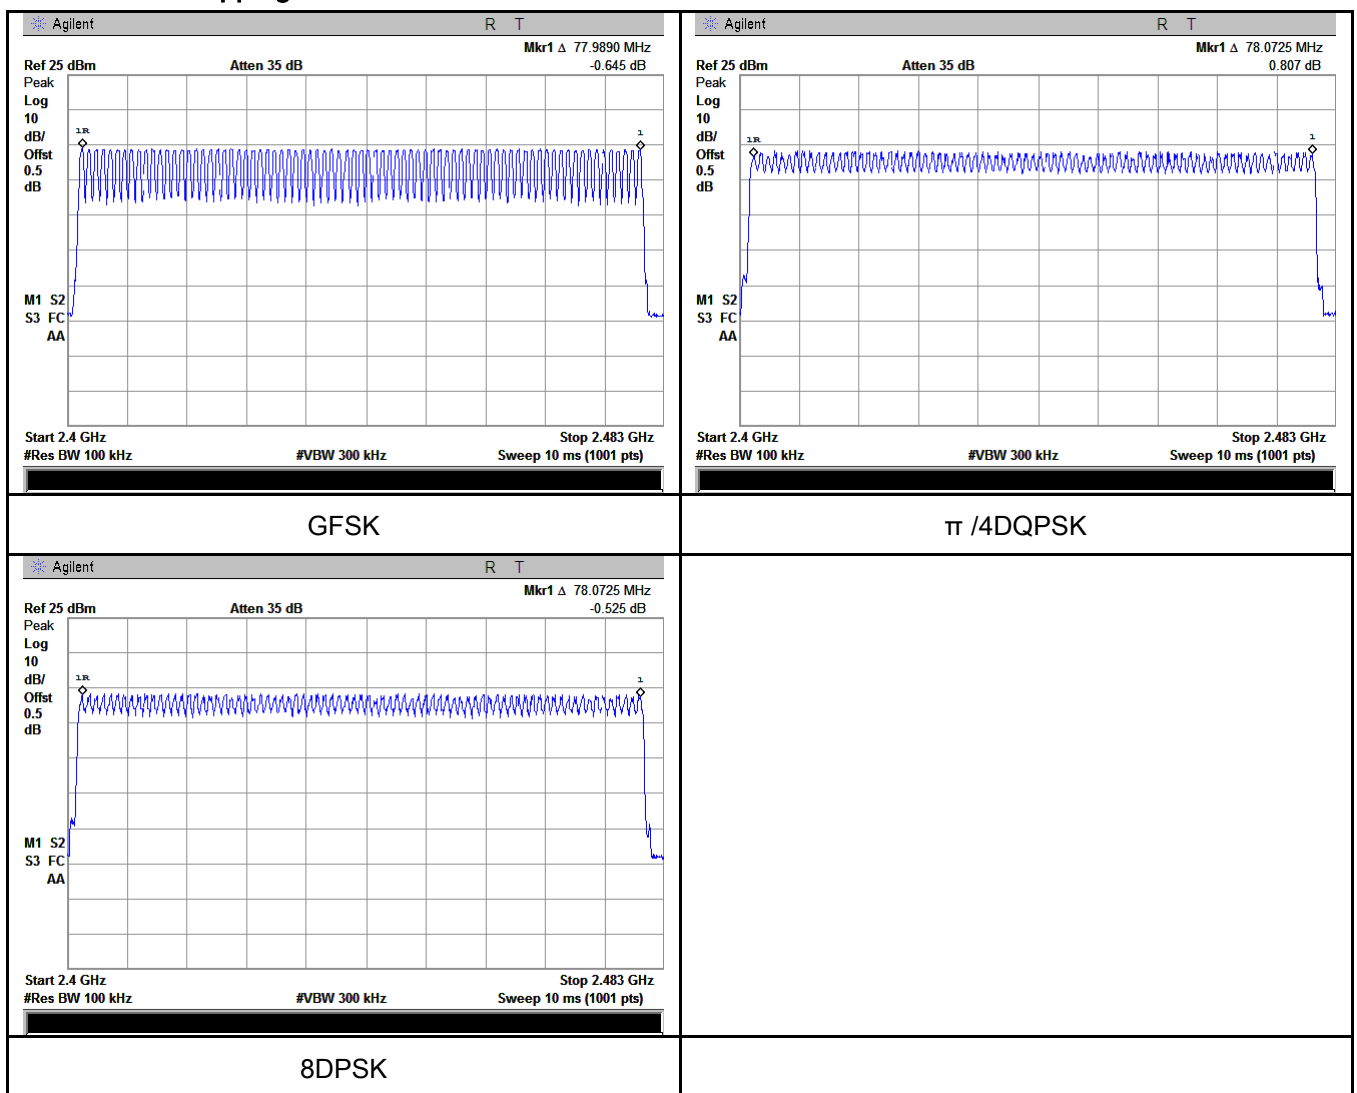 Agilent R T
Mkr1 Δ 77.9890 MHz
Ref 25 dBm Atten 35 dB -0.645 dB
Peak
Log
10
dB/
Offst
0.5
dB
1R
1
M1 S2
S3 FC
AA
Start 2.4 GHz Stop 2.483 GHz
#Res BW 100 kHz #VBW 300 kHz Sweep 10 ms (1001 pts)
GFSK
Agilent R T
Mkr1 Δ 78.0725 MHz
Ref 25 dBm Atten 35 dB 0.807 dB
Peak
Log
10
dB/
Offst
0.5
dB
1R
1
M1 S2
S3 FC
AA
Start 2.4 GHz Stop 2.483 GHz
#Res BW 100 kHz #VBW 300 kHz Sweep 10 ms (1001 pts)
π /4DQPSK
Agilent R T
Mkr1 Δ 78.0725 MHz
Ref 25 dBm Atten 35 dB -0.525 dB
Peak
Log
10
dB/
Offst
0.5
dB
1R
1
M1 S2
S3 FC
AA
Start 2.4 GHz Stop 2.483 GHz
#Res BW 100 kHz #VBW 300 kHz Sweep 10 ms (1001 pts)
8DPSK